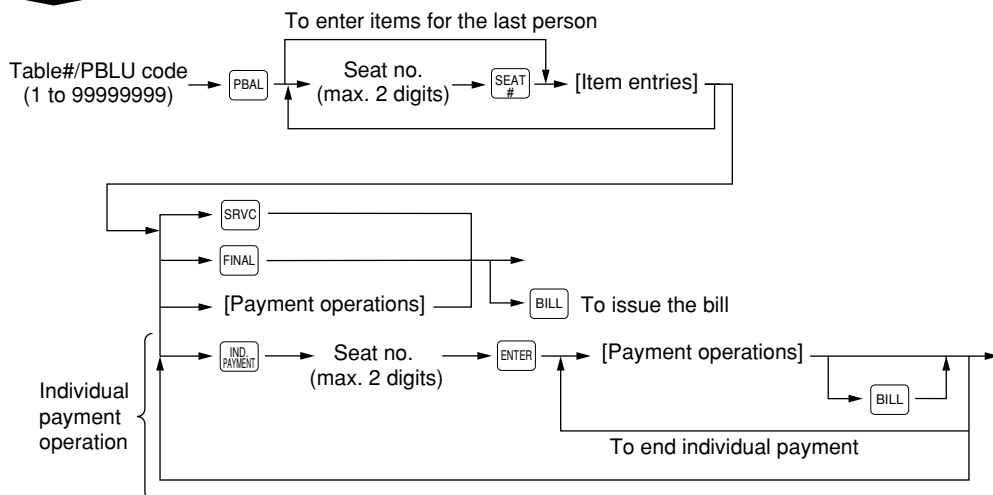 To enter items for the last person
Table#/PBLU code
(1 to 99999999)
PBAL
Seat no.
(max. 2 digits)
SEAT
#
[Item entries]
SRVC
FINAL
[Payment operations]
BILL
To issue the bill
Individual
payment
operation
IND.
PAYMENT
Seat no.
(max. 2 digits)
ENTER
[Payment operations]
BILL
To end individual payment